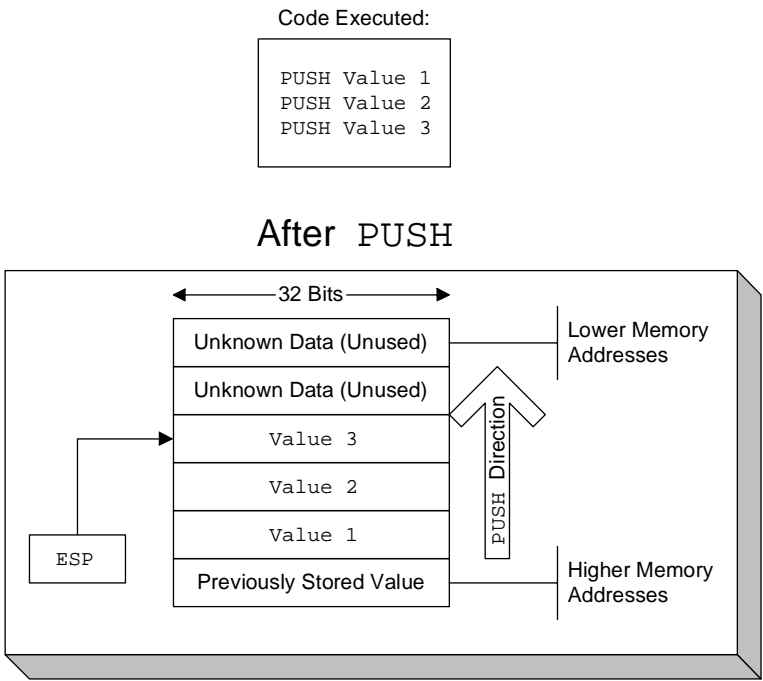 Code Executed:
PUSH Value 1
PUSH Value 2
PUSH Value 3
After PUSH
32 Bits
Unknown Data (Unused)
Lower Memory
Addresses
Unknown Data (Unused)
Value 3
Value 2
Value 1
PUSH Direction
ESP
Previously Stored Value
Higher Memory
Addresses